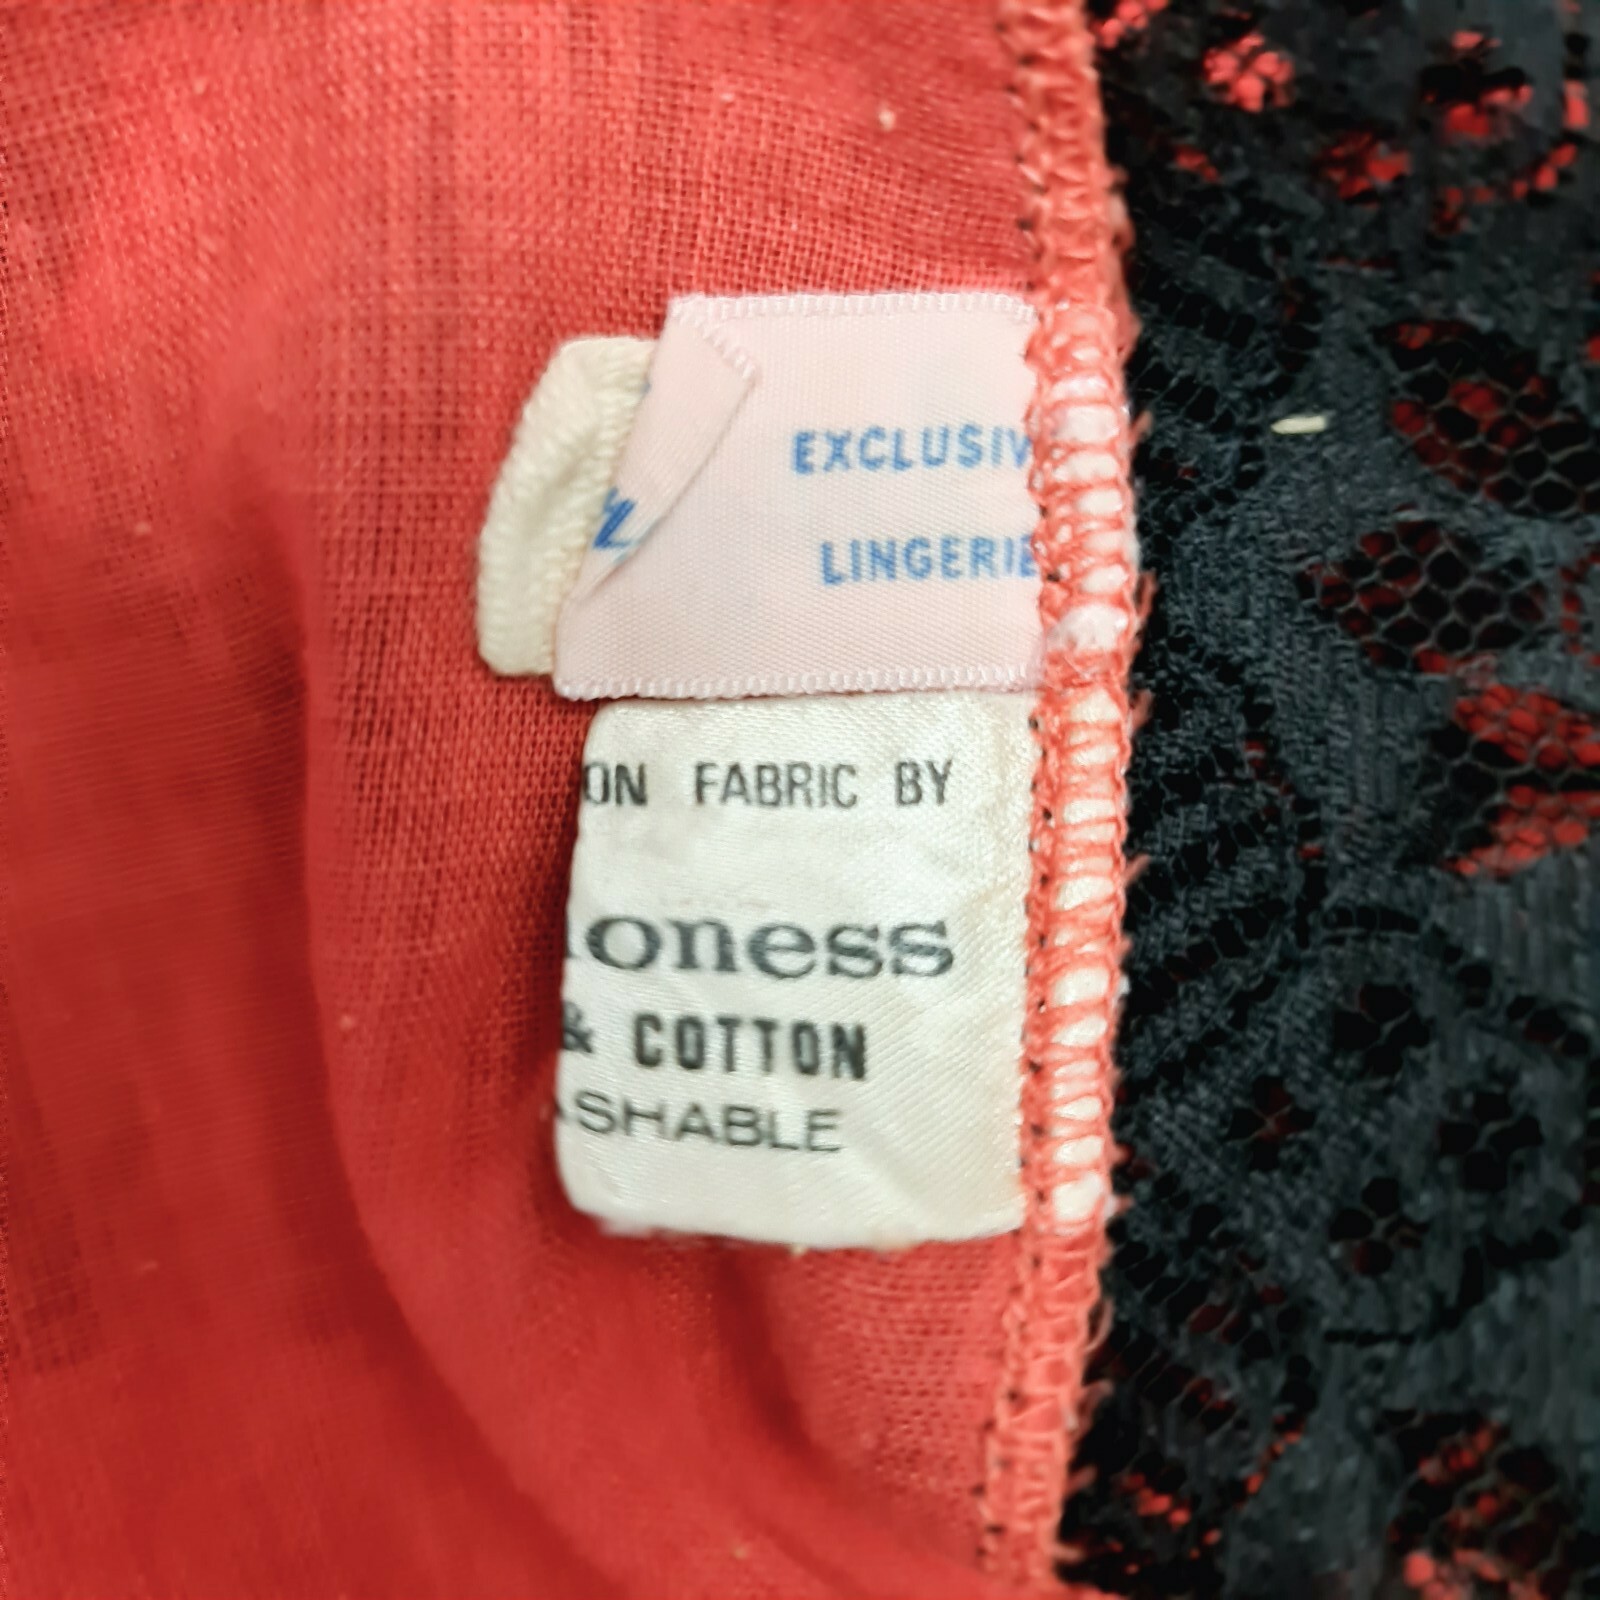 EXCLUSIV
LINGERIE
ON FABRIC BY
ioness
& COTTON
ASHABLE